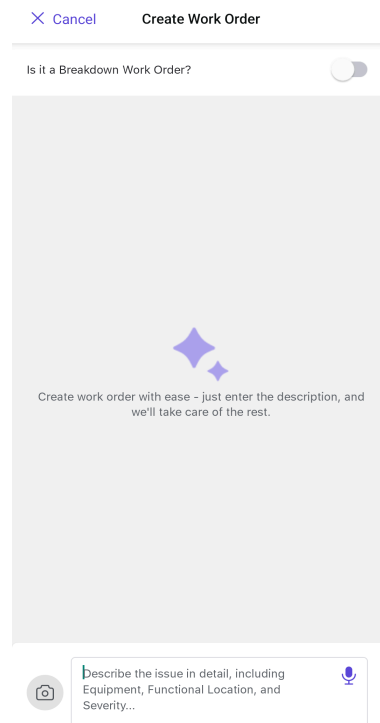 Cancel
Create Work Order
Is it a Breakdown Work Order?
Create work order with ease - just enter the description, and
we'll take care of the rest.
Describe the issue in detail, including
Equipment, Functional Location, and
Severity...